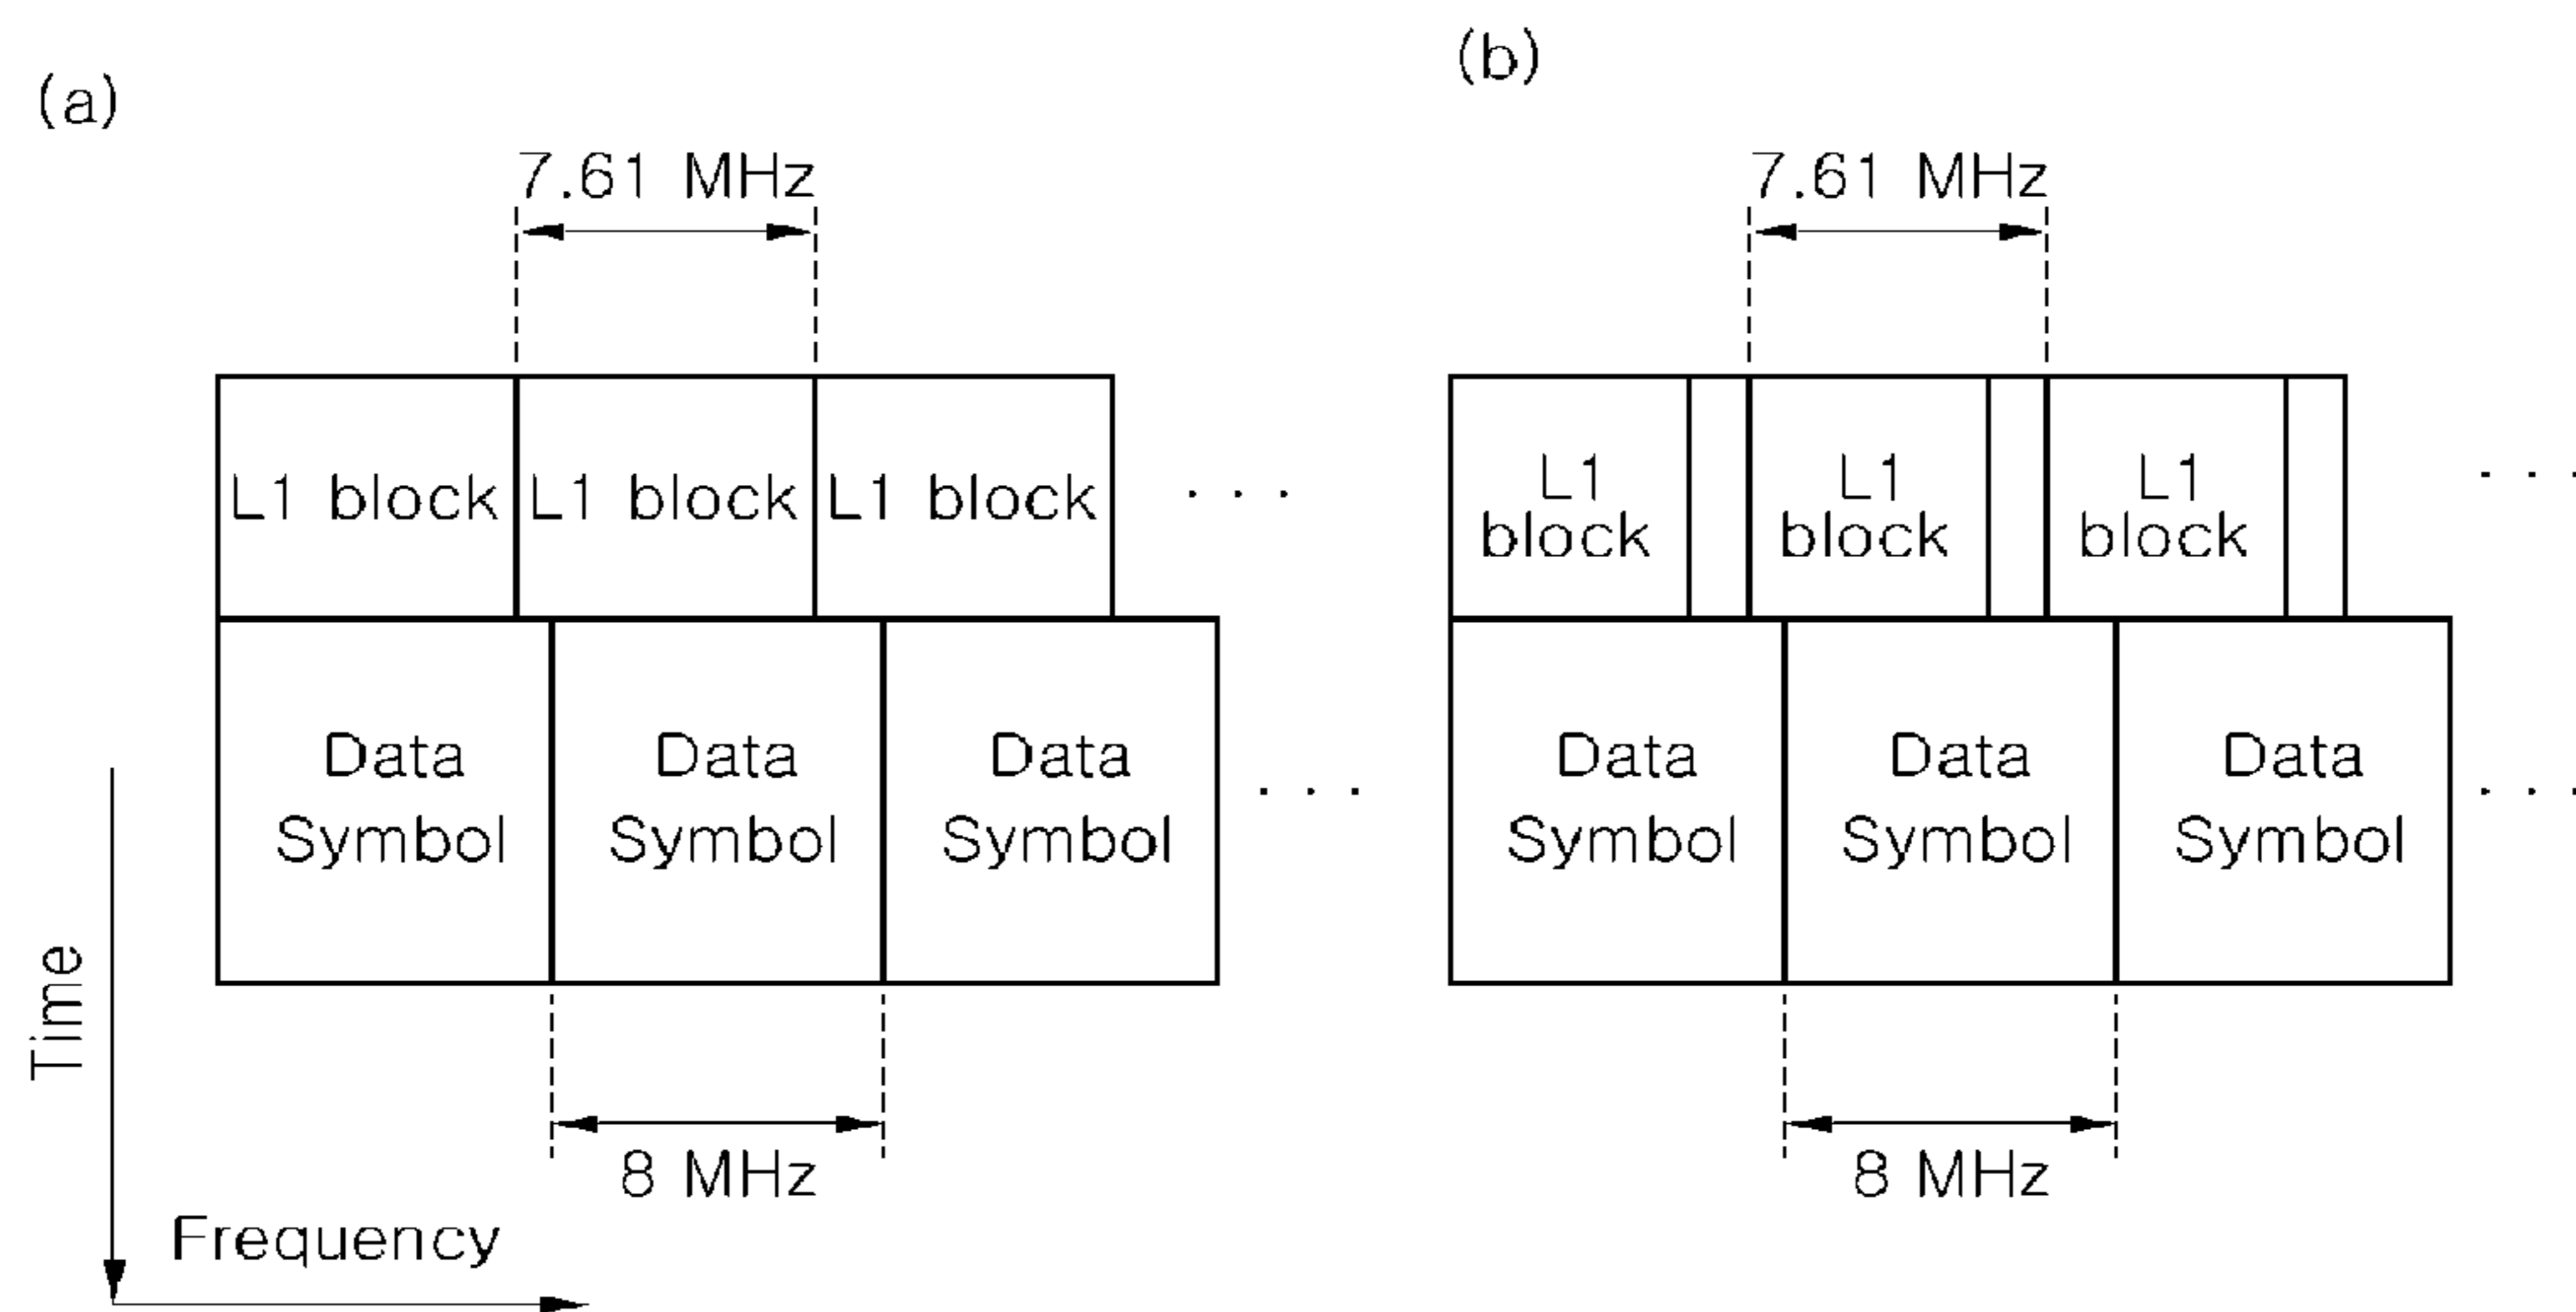 (a)
7.61 MHz
L1 block L1 block L1 block . . .
Data Symbol
Data Symbol
Data Symbol
. . .
8 MHz
Time
Frequency
(b)
7.61 MHz
L1 block
L1 block
L1 block
. . .
Data Symbol
Data Symbol
Data Symbol
. . .
8 MHz